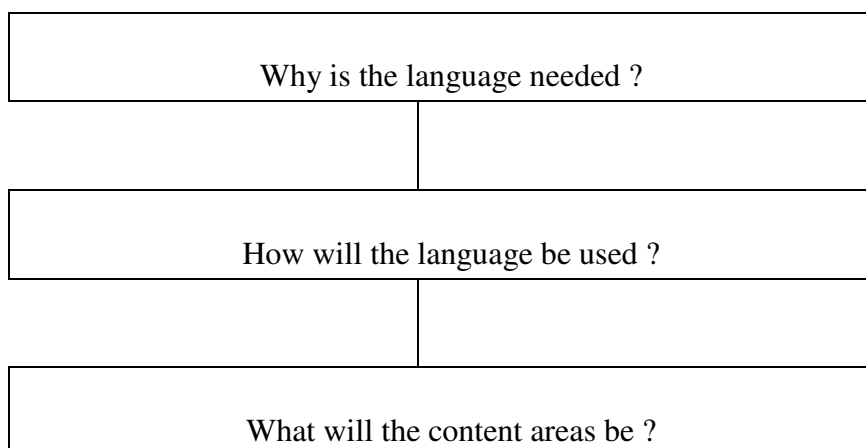 Why is the language needed ?
How will the language be used ?
What will the content areas be ?